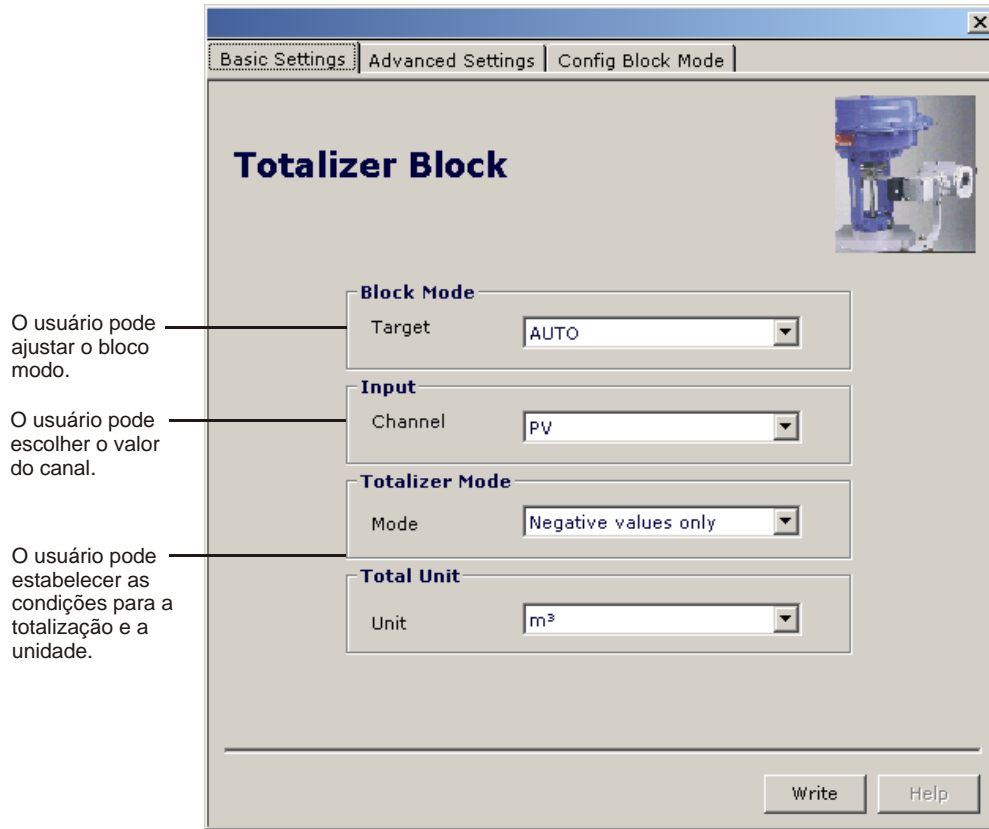 Basic Settings Advanced Settings Config Block Mode
Totalizer Block
Block Mode
Target AUTO
O usuário pode
ajustar o bloco
modo.
Input
Channel PV
O usuário pode
escolher o valor
do canal.
Totalizer Mode
Mode Negative values only
O usuário pode
estabelecer as
condições para a
totalização e a
unidade.
Total Unit
Unit m³
Write Help